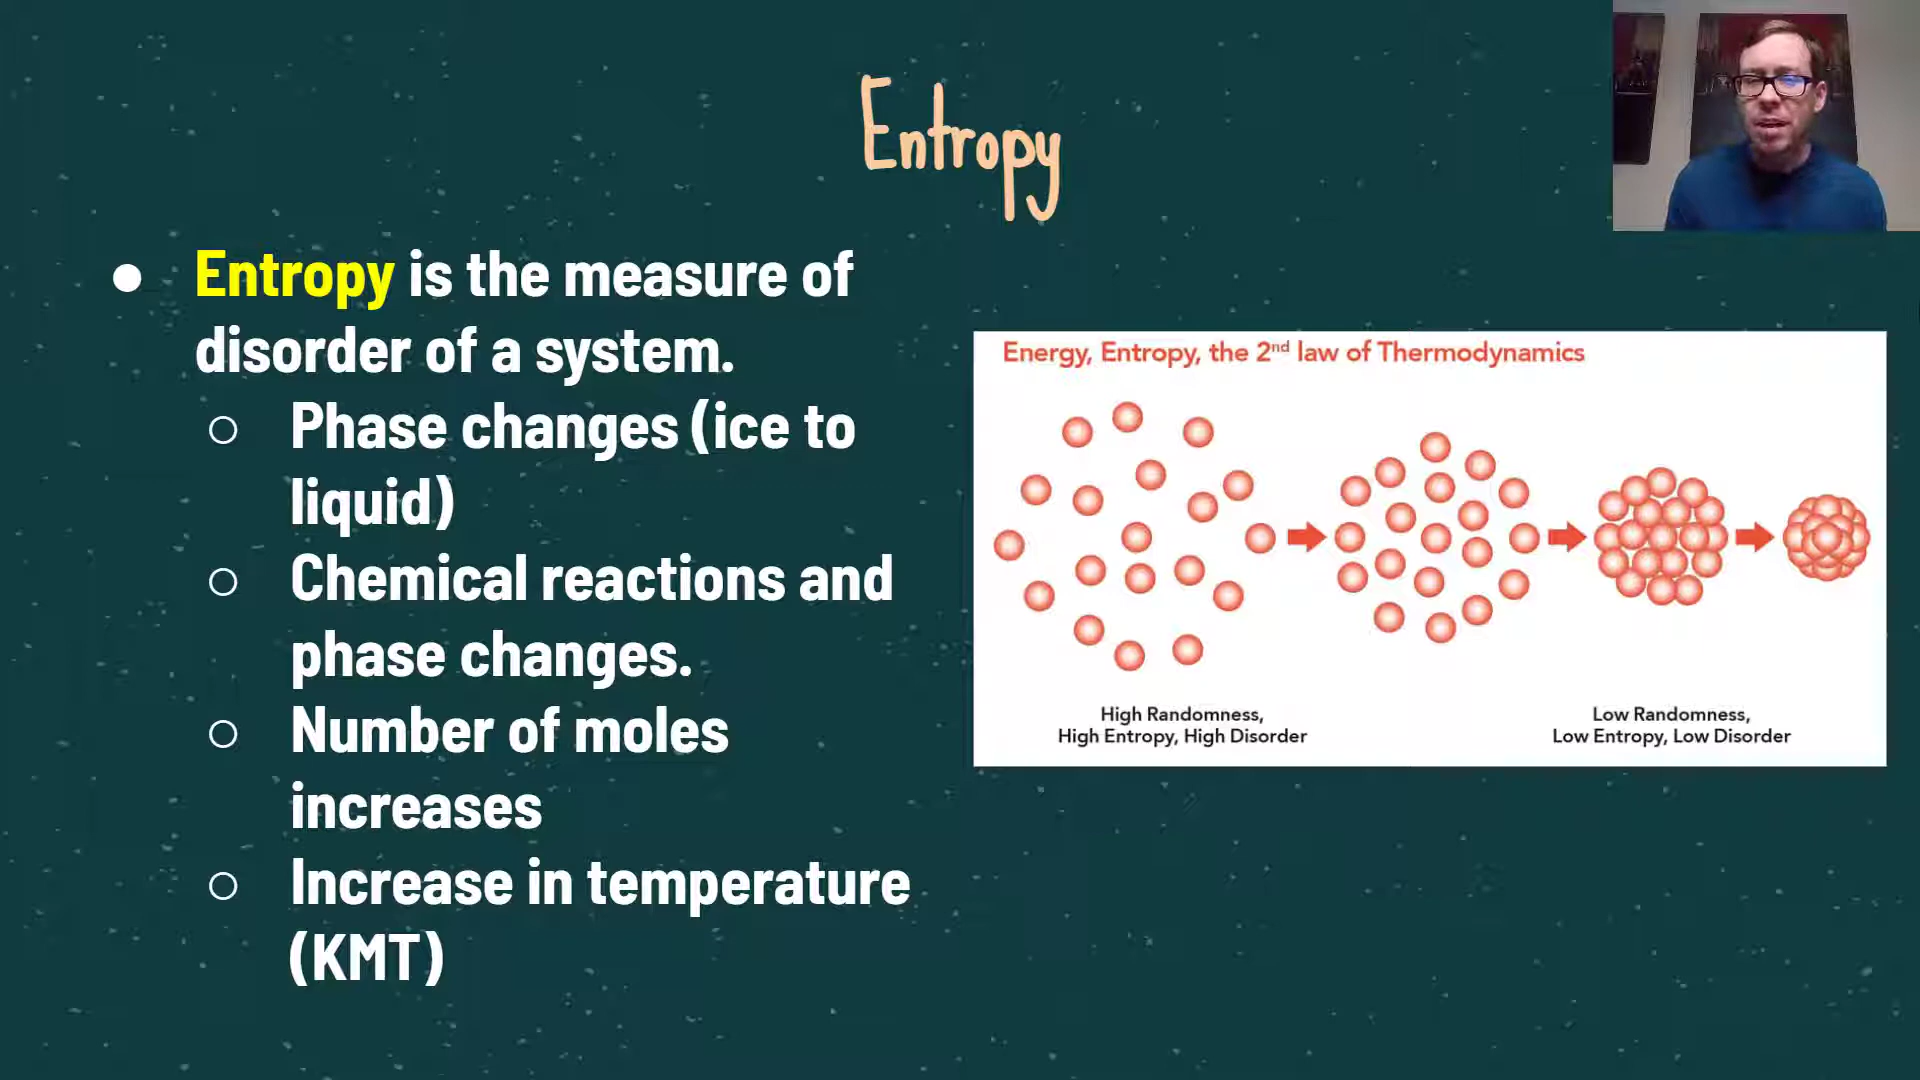 Entropy
● Entropy is the measure of
disorder of a system.
○ Phase changes (ice to
liquid)
○ Chemical reactions and
phase changes.
○ Number of moles
increases
○ Increase in temperature
(KMT)
Energy, Entropy, the 2nd law of Thermodynamics
High Randomness,
High Entropy, High Disorder
Low Randomness,
Low Entropy, Low Disorder